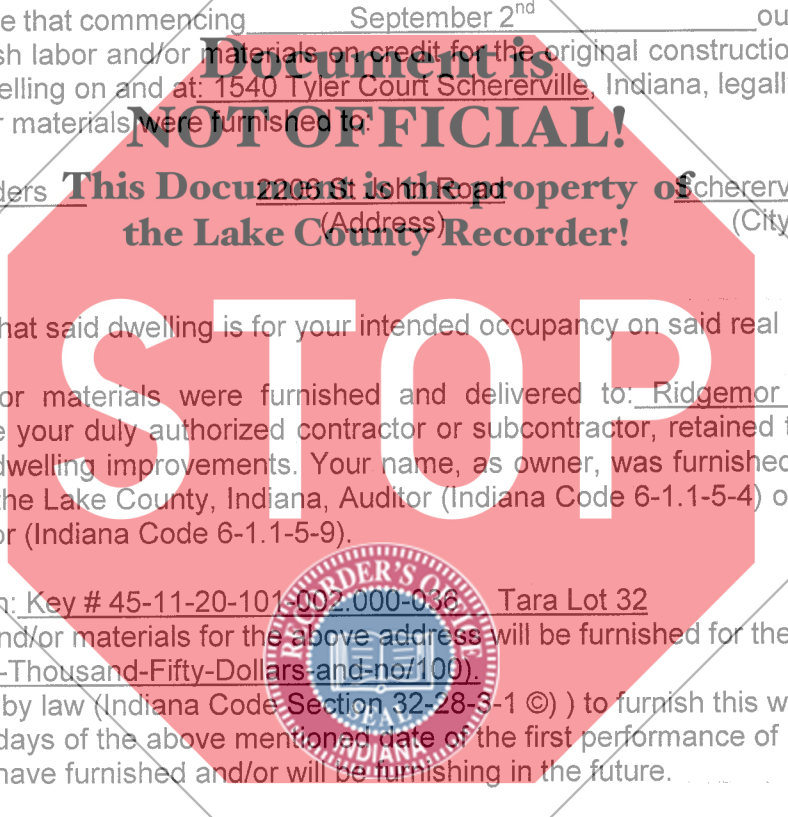 e that commencing September 2nd ou
sh labor and/or materials on credit for the original constructio
Document is
elling on and at: 1540 Tyler Court Schererville, Indiana, legall
r materials were furnished to:
NOT OFFICIAL!
ders 2206 St John Road Scherervi
This Document is the property of
(Address) (City
the Lake County Recorder!
STOP
hat said dwelling is for your intended occupancy on said real
or materials were furnished and delivered to: Ridgemor
e your duly authorized contractor or subcontractor, retained f
dwelling improvements. Your name, as owner, was furnished
the Lake County, Indiana, Auditor (Indiana Code 6-1.1-5-4) o
or (Indiana Code 6-1.1-5-9).
n: Key # 45-11-20-101-002.000-036 Tara Lot 32
nd/or materials for the above address will be furnished for the
-Thousand-Fifty-Dollars-and-no/100).
by law (Indiana Code Section 32-28-3-1 ©) ) to furnish this w
days of the above mentioned date of the first performance of
have furnished and/or will be furnishing in the future.
RECORDER'S OFFICE
SEAL
INDIANA